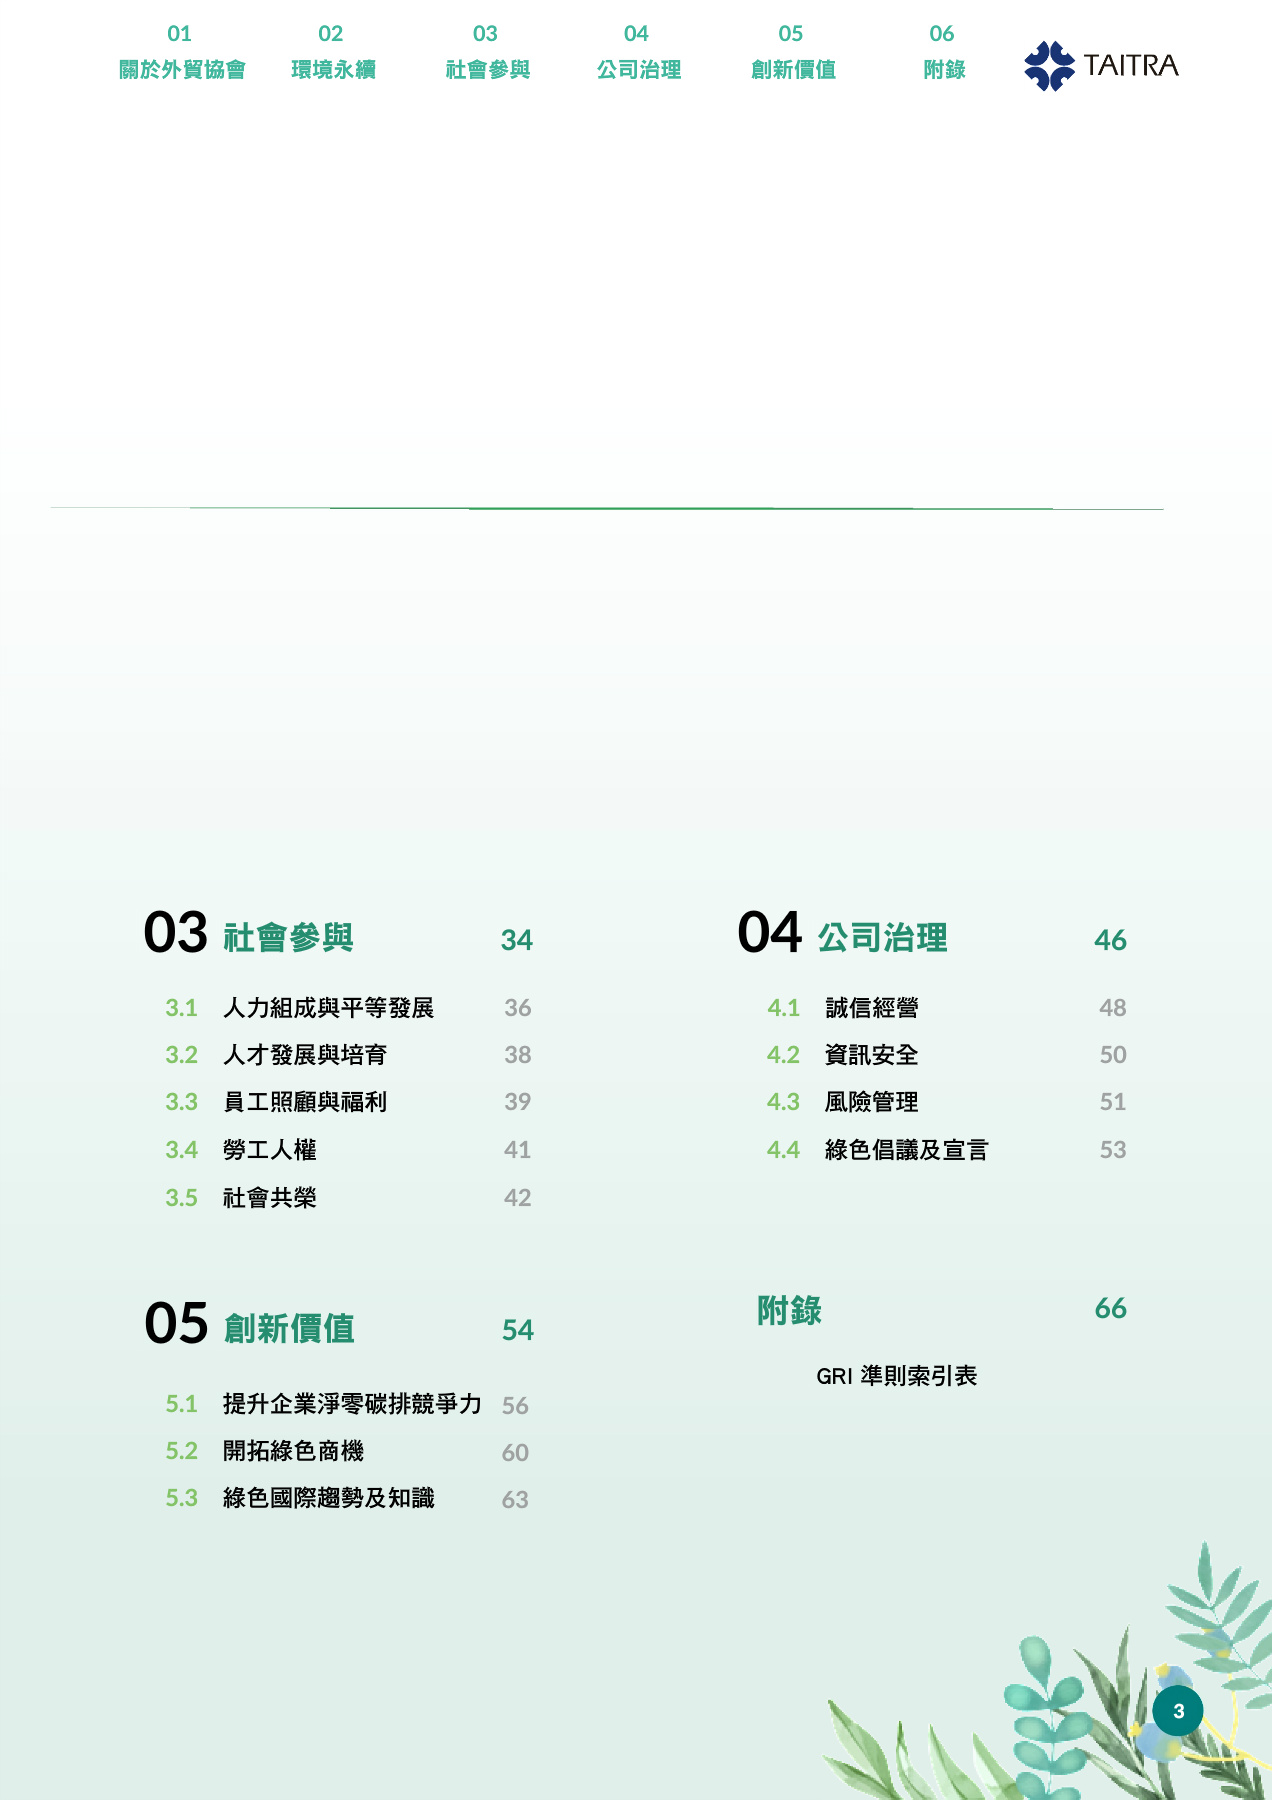 01 02 03 04 05 06
關於外貿協會 環境永續 社會參與 公司治理 創新價值 附錄
TAITRA
03 社會參與 34
3.1 人力組成與平等發展 36
3.2 人才發展與培育 38
3.3 員工照顧與福利 39
3.4 勞工人權 41
3.5 社會共榮 42
04 公司治理 46
4.1 誠信經營 48
4.2 資訊安全 50
4.3 風險管理 51
4.4 綠色倡議及宣言 53
05 創新價值 54
5.1 提升企業淨零碳排競爭力 56
5.2 開拓綠色商機 60
5.3 綠色國際趨勢及知識 63
附錄 66
GRI 準則索引表
3